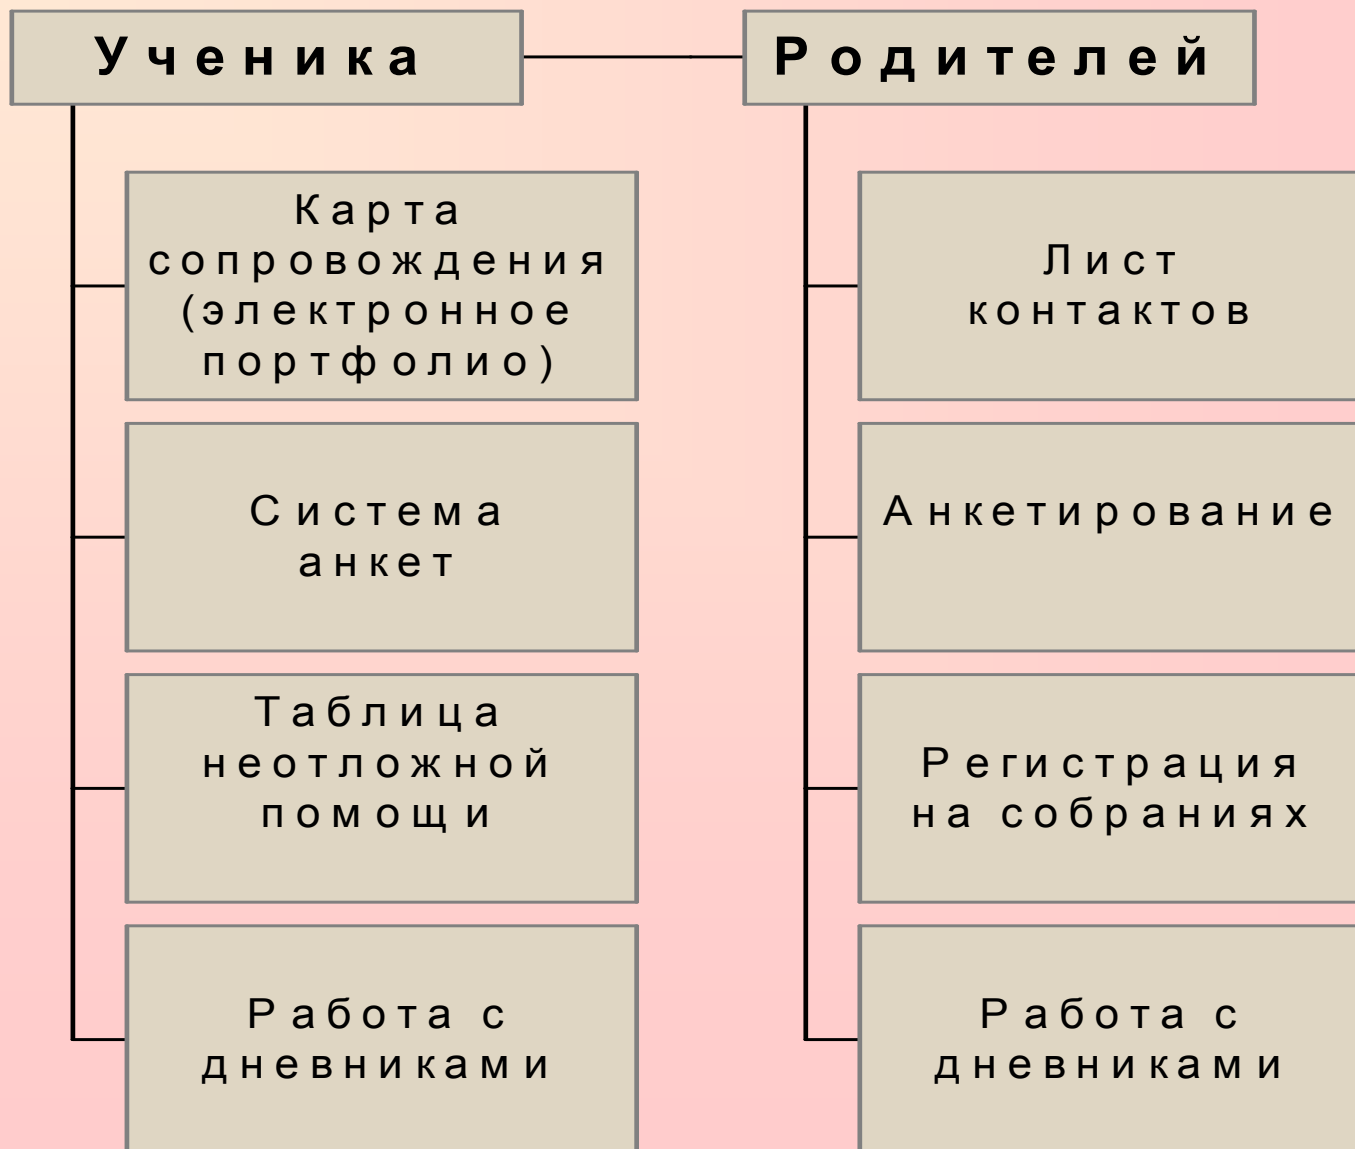 Ученика
Родителей
Карта
сопровождения
(электронное
портфолио)
Система
анкет
Таблица
неотложной
помощи
Работа с
дневниками
Лист
контактов
Анкетирование
Регистрация
на собраниях
Работа с
дневниками